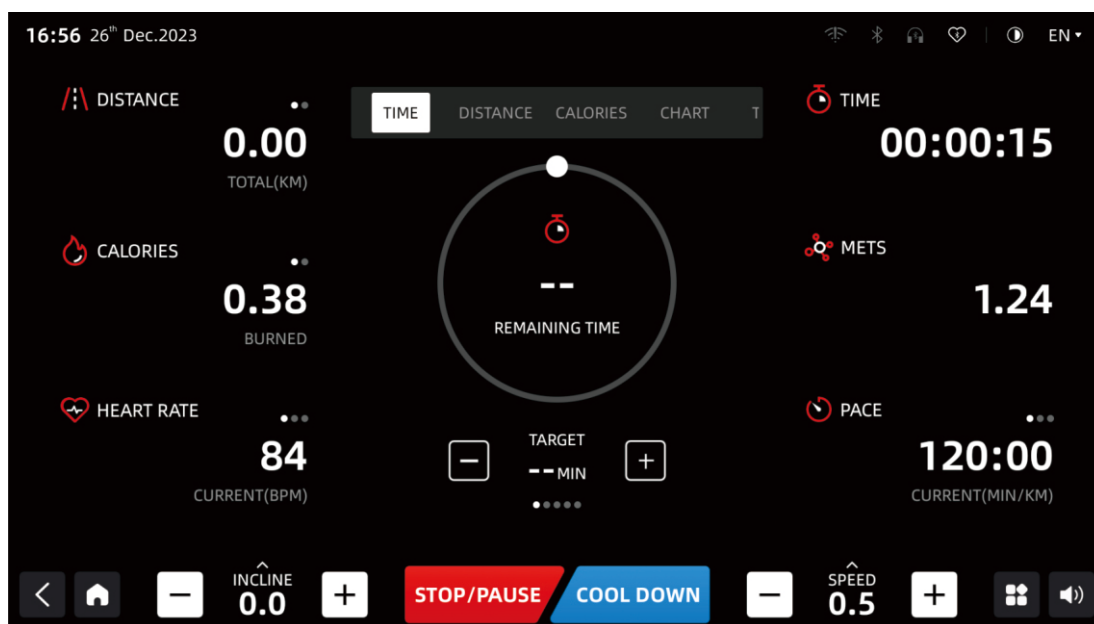 16:56 26th Dec.2023
EN
DISTANCE
0.00
TOTAL(KM)
CALORIES
0.38
BURNED
HEART RATE
84
CURRENT(BPM)
TIME DISTANCE CALORIES CHART T
--
REMAINING TIME
TARGET
--MIN
TIME
00:00:15
METS
1.24
PACE
120:00
CURRENT(MIN/KM)
INCLINE
0.0
STOP/PAUSE
COOL DOWN
SPEED
0.5